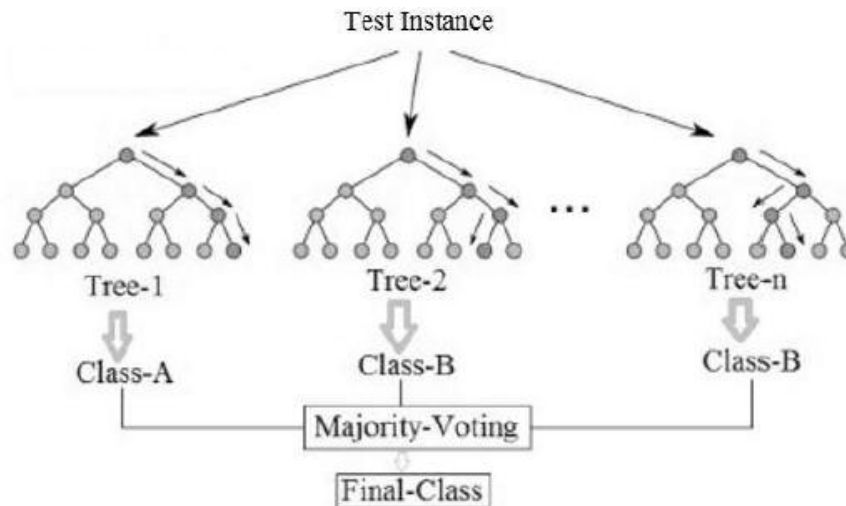 Test Instance
...
Tree-1
Tree-2
Tree-n
Class-A
Class-B
Class-B
Majority-Voting
Final-Class